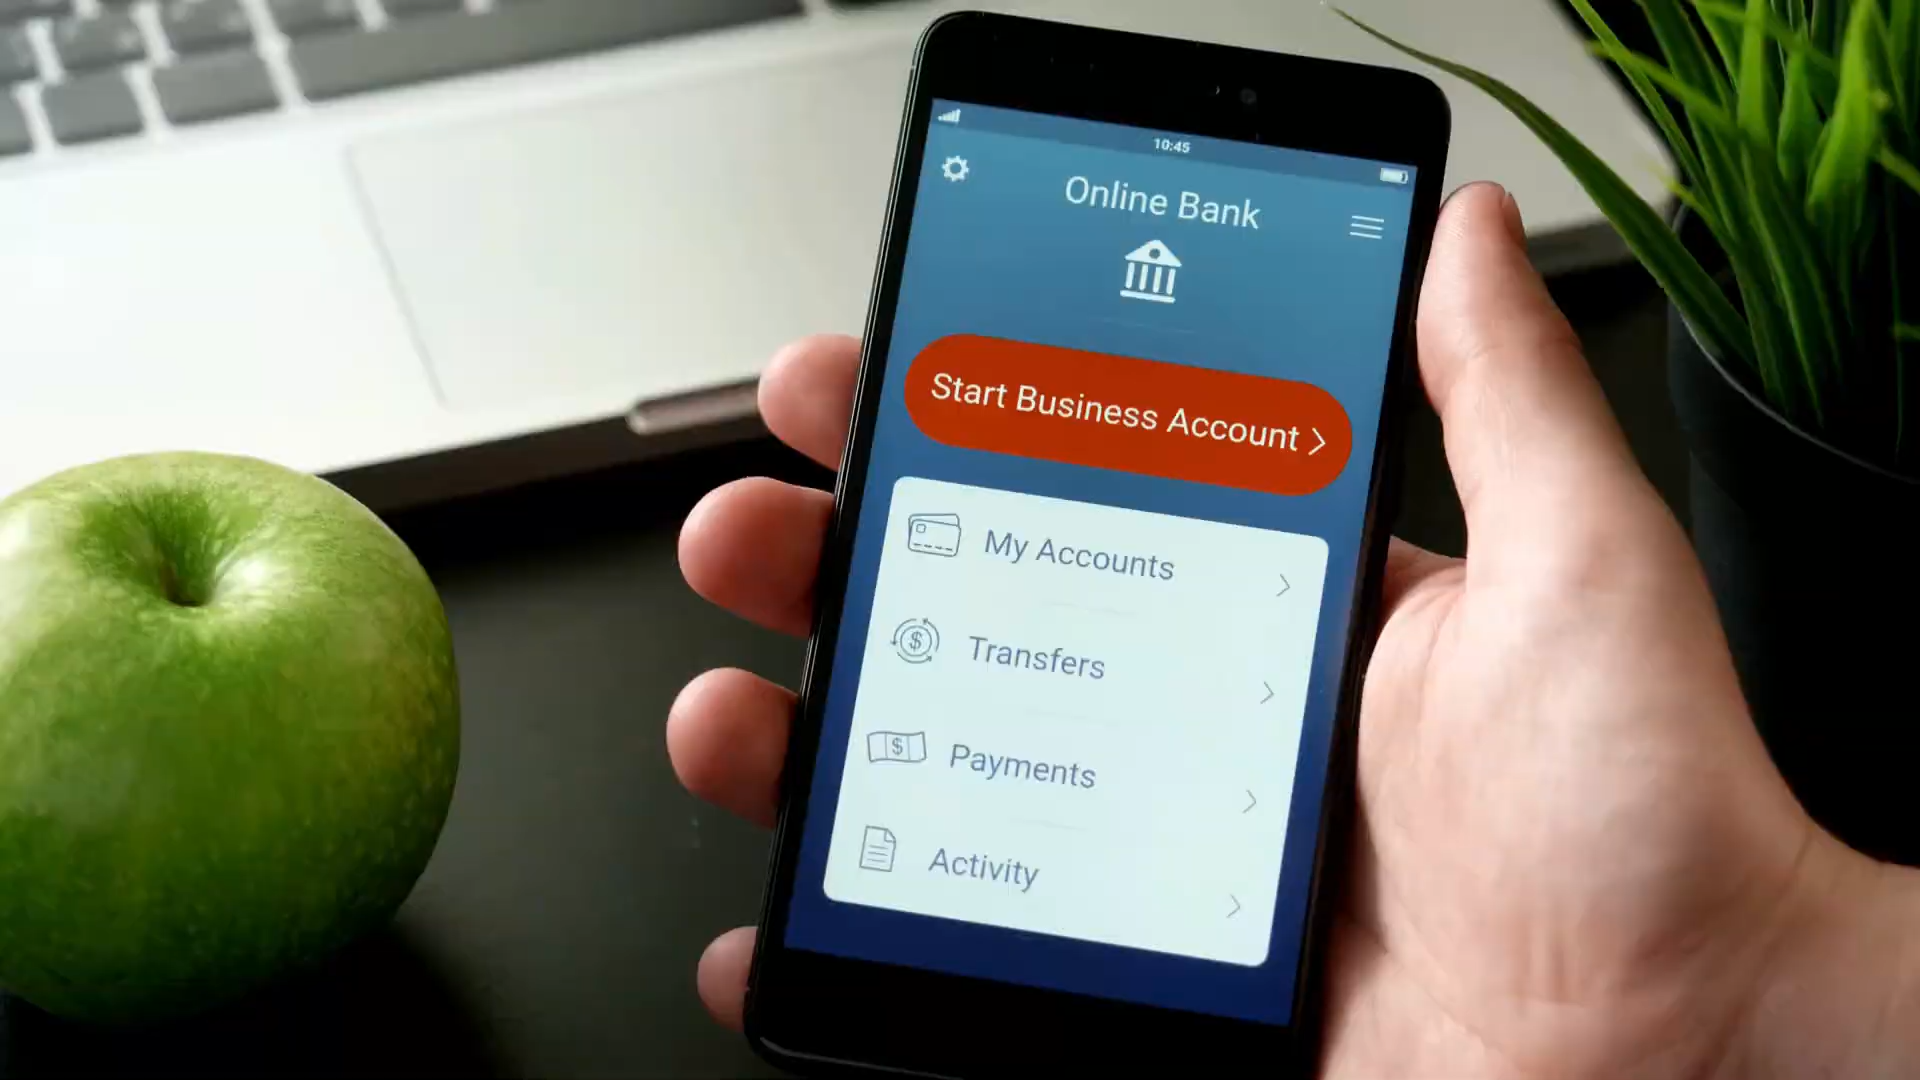 10:45
Online Bank
Start Business Account
My Accounts
$
Transfers
$
Payments
Activity